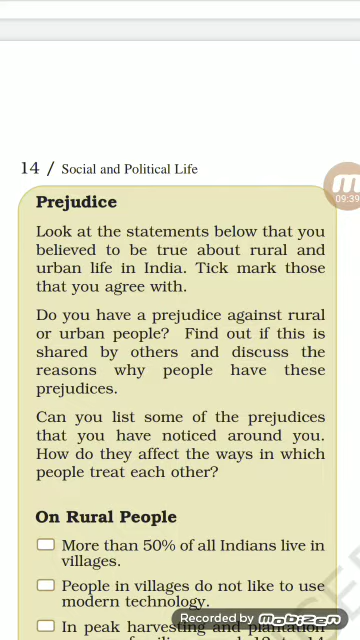 14 / Social and Political Life
09:39
Prejudice
Look at the statements below that you
believed to be true about rural and
urban life in India. Tick mark those
that you agree with.
Do you have a prejudice against rural
or urban people? Find out if this is
shared by others and discuss the
reasons why people have these
prejudices.
Can you list some of the prejudices
that you have noticed around you.
How do they affect the ways in which
people treat each other?
On Rural People
More than 50% of all Indians live in
villages.
People in villages do not like to use
modern technology.
In peak harvesting and plantation
Recorded by Mobizen